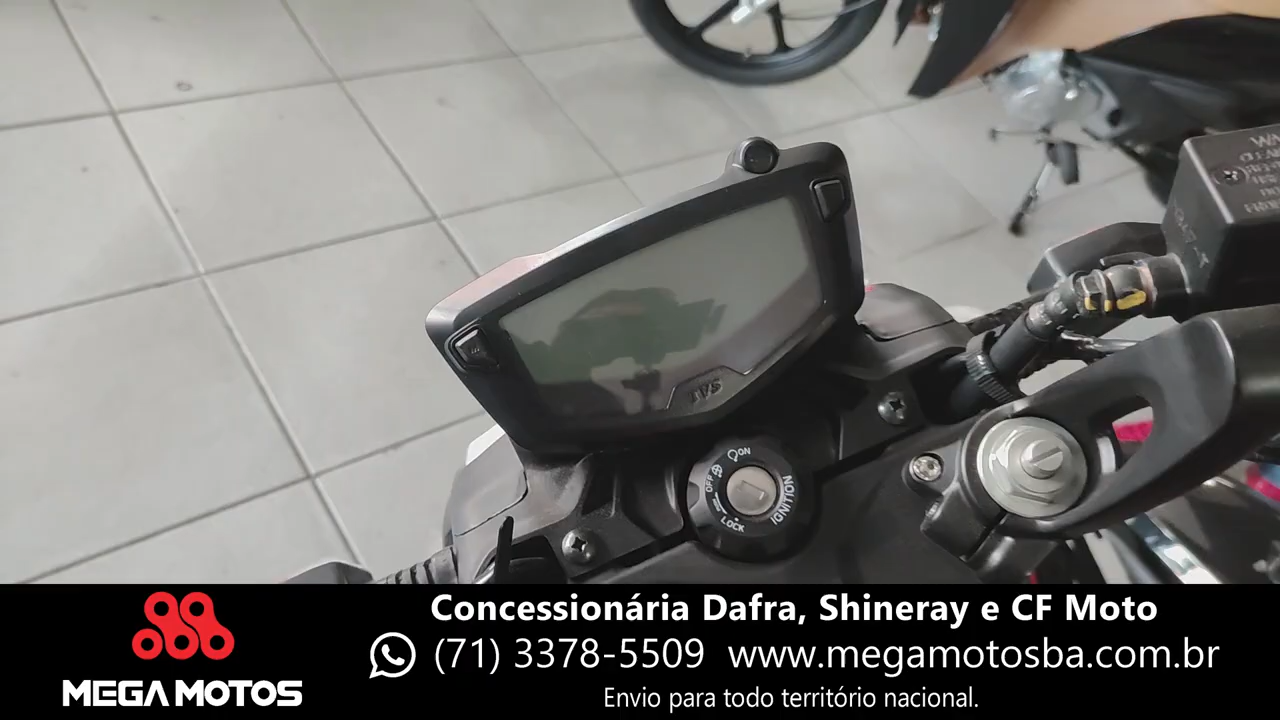 TVS
ON
OFF
LOCK
IGNITION
MEGA MOTOS
Concessionária Dafra, Shineray e CF Moto
(71) 3378-5509 www.megamotosba.com.br
Envio para todo território nacional.